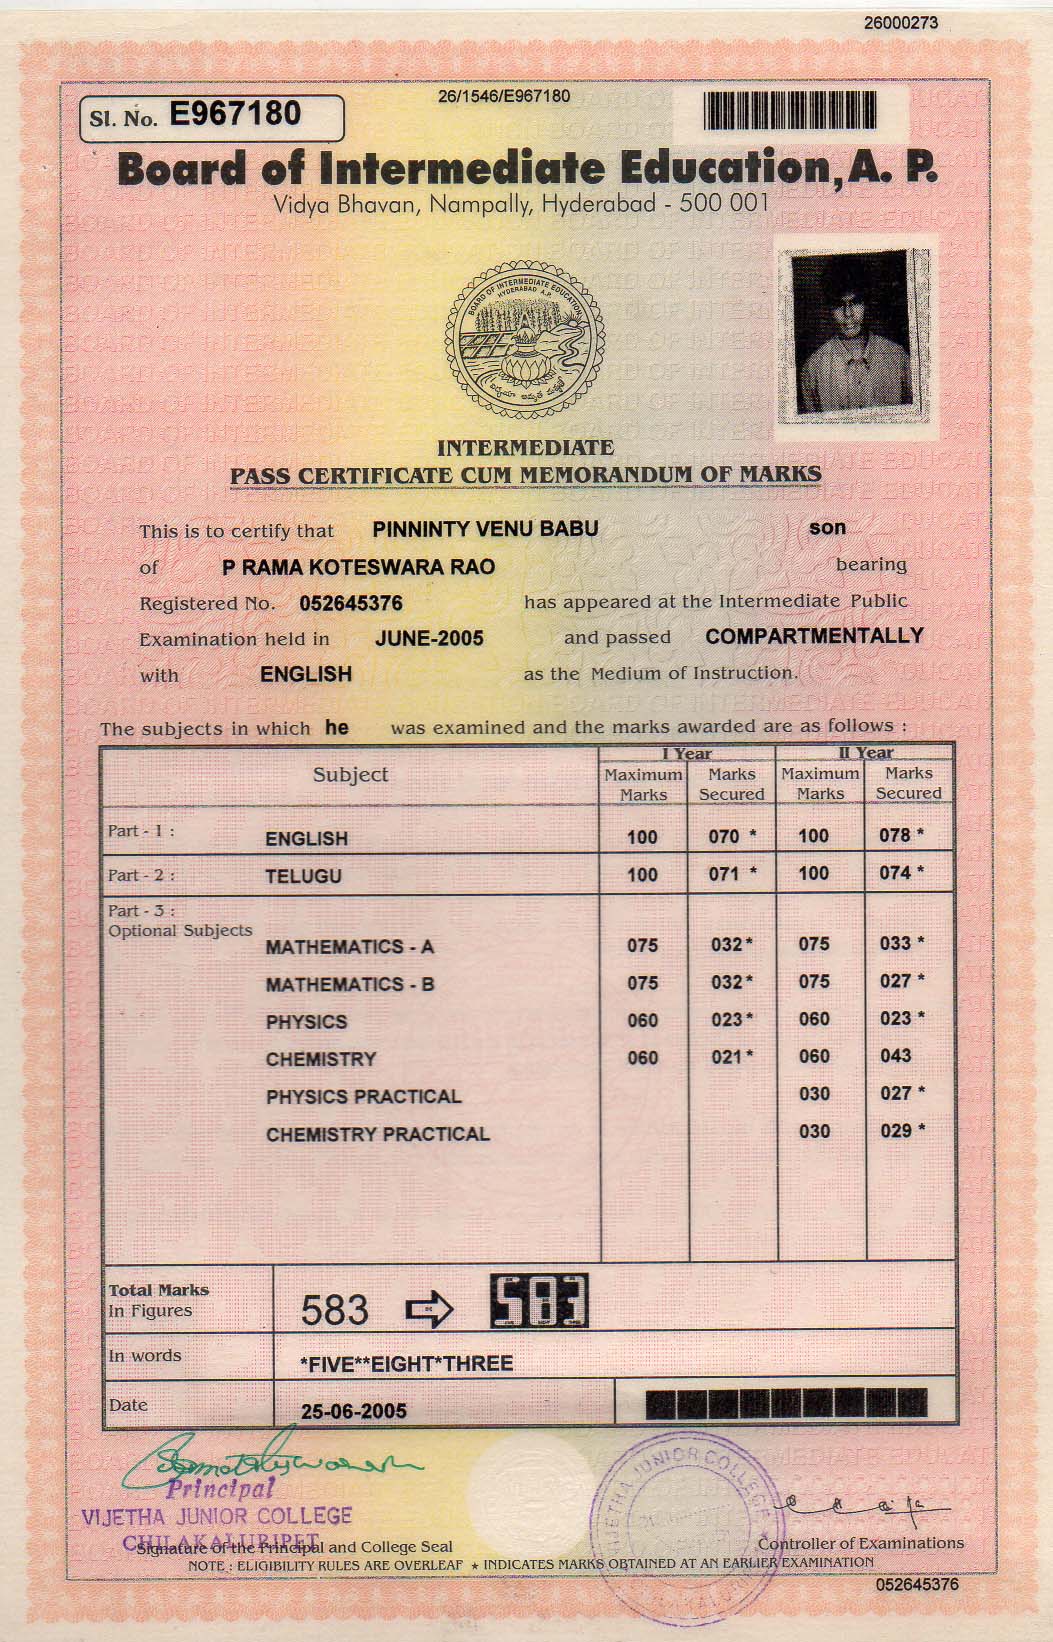 26000273
26/1546/E967180
Sl. No. E967180
Board of Intermediate Education, A. P.
Vidya Bhavan, Nampally, Hyderabad - 500 001
BOARD OF INTERMEDIATE EDUCATION
HYDERABAD A.P.
INTERMEDIATE
PASS CERTIFICATE CUM MEMORANDUM OF MARKS
This is to certify that PINNINTY VENU BABU son
of P RAMA KOTESWARA RAO bearing
Registered No. 052645376 has appeared at the Intermediate Public
Examination held in JUNE-2005 and passed COMPARTMENTALLY
with ENGLISH as the Medium of Instruction.
The subjects in which he was examined and the marks awarded are as follows :
Subject I Year II Year
Maximum Marks Marks Secured Maximum Marks Marks Secured
Part - 1 : ENGLISH 100 070 * 100 078 *
Part - 2 : TELUGU 100 071 * 100 074 *
Part - 3 :
Optional Subjects
MATHEMATICS - A 075 032 * 075 033 *
MATHEMATICS - B 075 032 * 075 027 *
PHYSICS 060 023 * 060 023 *
CHEMISTRY 060 021 * 060 043
PHYSICS PRACTICAL 030 027 *
CHEMISTRY PRACTICAL 030 029 *
Total Marks
In Figures 583 583
In words *FIVE**EIGHT*THREE
Date 25-06-2005
Principal
VIJETHA JUNIOR COLLEGE
CHILAKALURIPET
VIJETHA JUNIOR COLLEGE
Signature of the Principal and College Seal Controller of Examinations
NOTE : ELIGIBILITY RULES ARE OVERLEAF * INDICATES MARKS OBTAINED AT AN EARLIER EXAMINATION
052645376